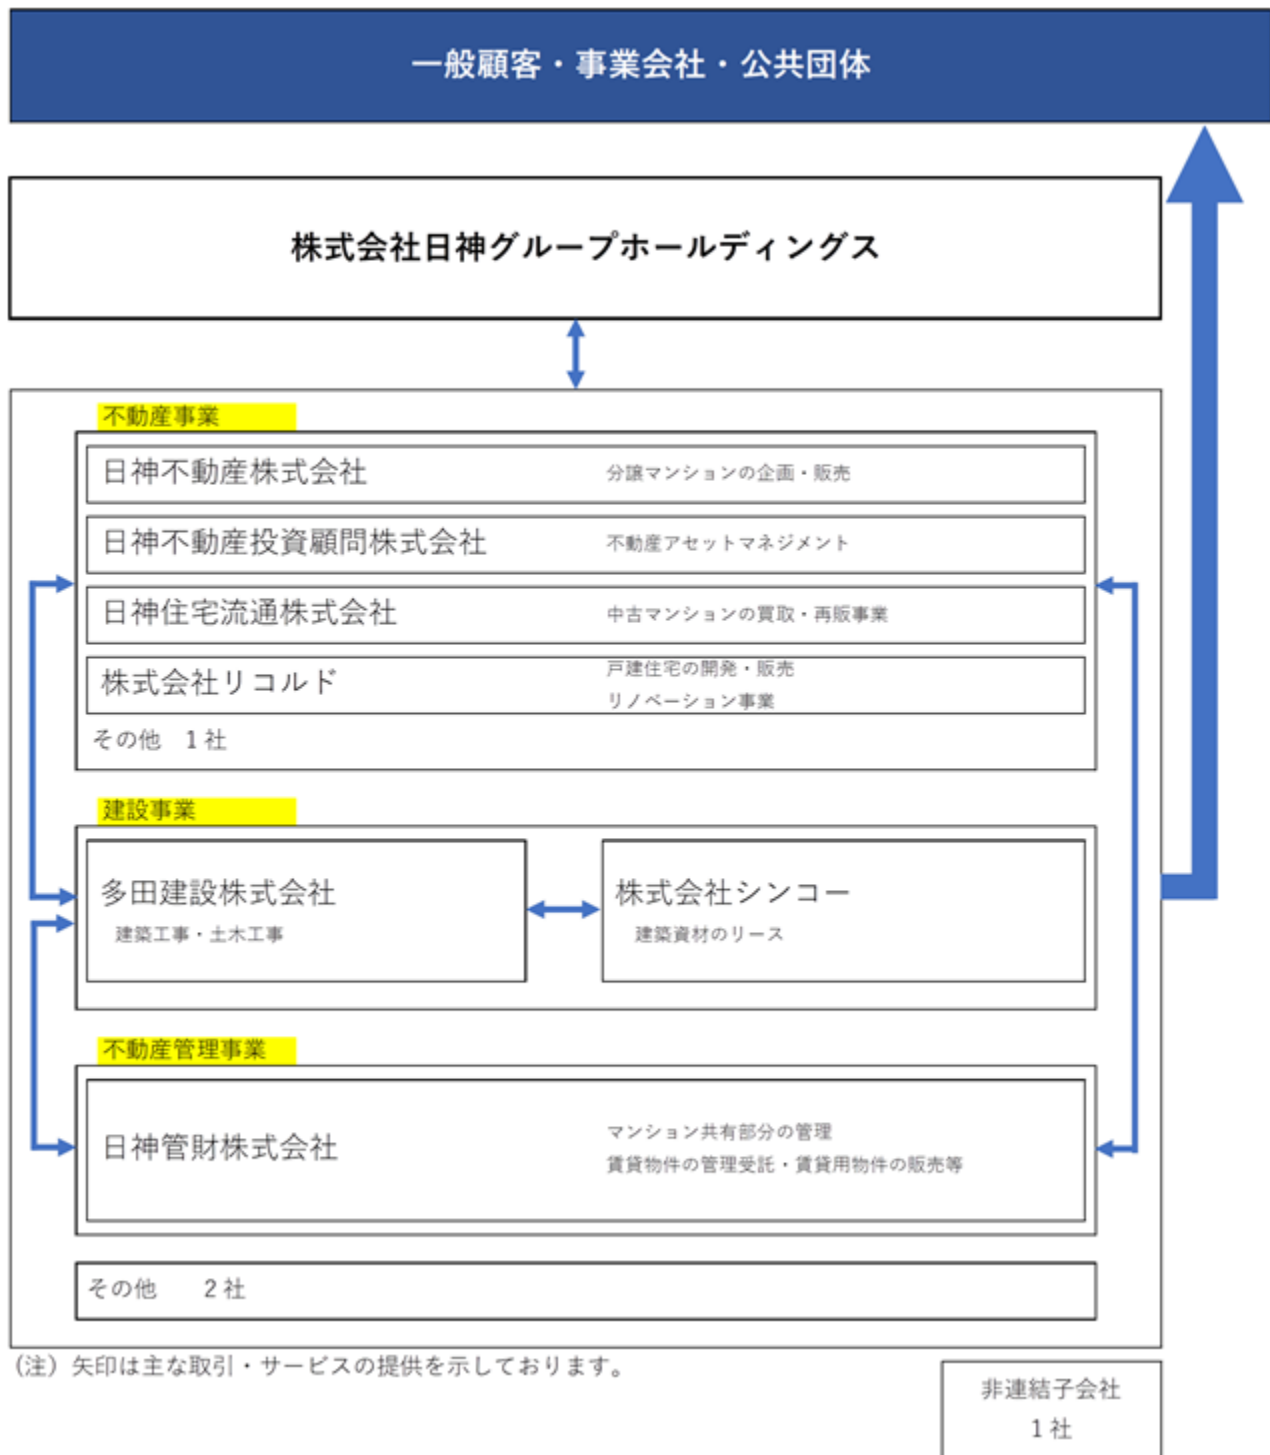 一般顧客・事業会社・公共団体
株式会社日神グループホールディングス
不動産事業
日神不動産株式会社 分譲マンションの企画・販売
日神不動産投資顧問株式会社 不動産アセットマネジメント
日神住宅流通株式会社 中古マンションの買取・再販事業
株式会社リコルド 戸建住宅の開発・販売
リノベーション事業
その他 1社
建設事業
多田建設株式会社
建築工事・土木工事
株式会社シンコー
建築資材のリース
不動産管理事業
日神管財株式会社 マンション共有部分の管理
賃貸物件の管理受託・賃貸用物件の販売等
その他 2社
(注）矢印は主な取引・サービスの提供を示しております。
非連結子会社
1社